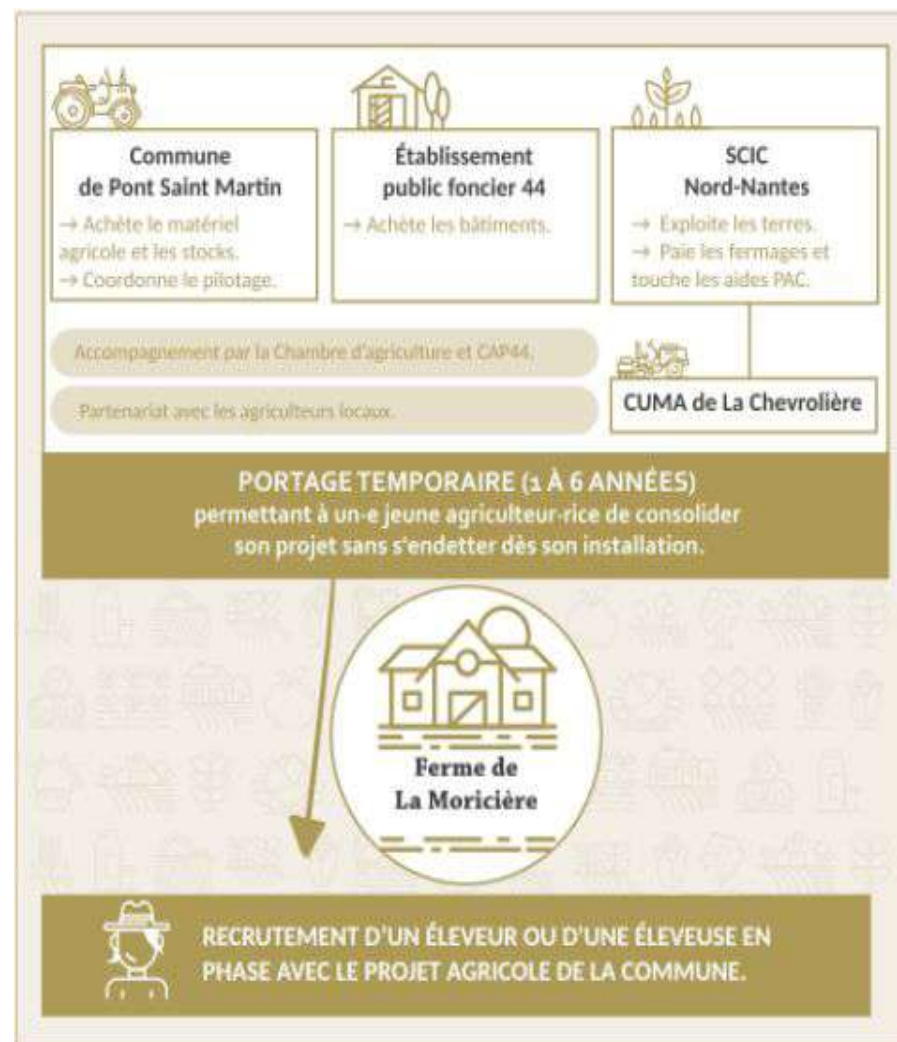 Commune
de Pont Saint Martin
→ Achète le matériel
agricole et les stocks.
→ Coordonne le pilotage.
Établissement
public foncier 44
→ Achète les bâtiments.
SCIC
Nord-Nantes
→ Exploite les terres.
→ Paie les fermages et
touche les aides PAC.
Accompagnement par la Chambre d'agriculture et CAP44.
Partenariat avec les agriculteurs locaux.
CUMA de La Chevrolière
PORTAGE TEMPORAIRE (1 À 6 ANNÉES)
permettant à un-e jeune agriculteur-rice de consolider
son projet sans s'endetter dès son installation.
Ferme de
La Moricière
RECRUTEMENT D'UN ÉLEVEUR OU D'UNE ÉLEVEUSE EN
PHASE AVEC LE PROJET AGRICOLE DE LA COMMUNE.